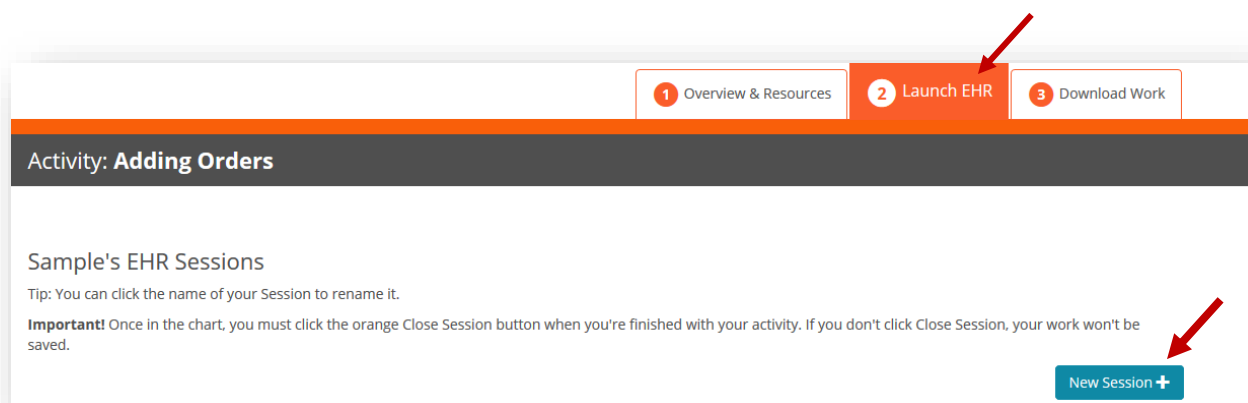 1 Overview & Resources
2 Launch EHR
3 Download Work
Activity: Adding Orders
Sample's EHR Sessions
Tip: You can click the name of your Session to rename it.
Important! Once in the chart, you must click the orange Close Session button when you're finished with your activity. If you don't click Close Session, your work won't be
saved.
New Session +